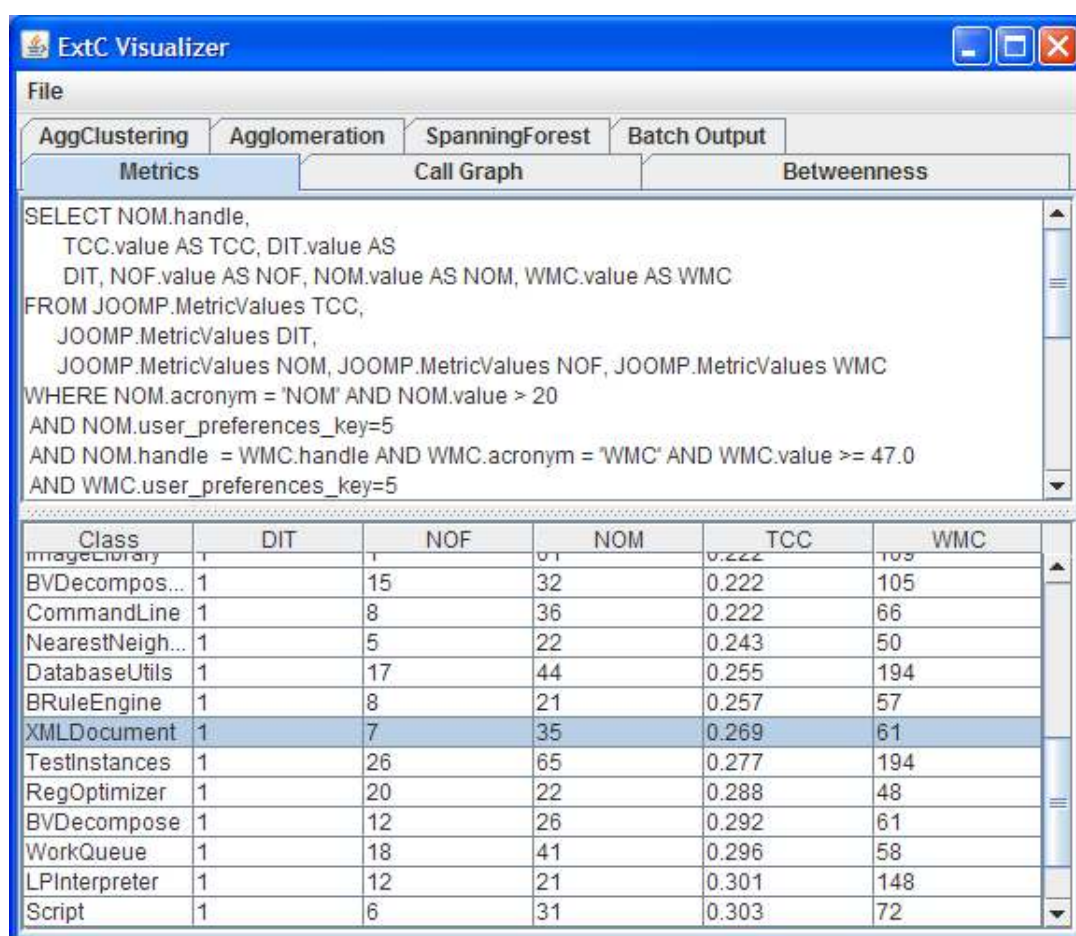 ExtC Visualizer
File
AggClustering Agglomeration SpanningForest Batch Output
Metrics Call Graph Betweenness
SELECT NOM.handle,
TCC.value AS TCC, DIT.value AS
DIT, NOF.value AS NOF, NOM.value AS NOM, WMC.value AS WMC
FROM JOOMP.MetricValues TCC,
JOOMP.MetricValues DIT,
JOOMP.MetricValues NOM, JOOMP.MetricValues NOF, JOOMP.MetricValues WMC
WHERE NOM.acronym = 'NOM' AND NOM.value > 20
AND NOM.user_preferences_key=5
AND NOM.handle = WMC.handle AND WMC.acronym = 'WMC' AND WMC.value >= 47.0
AND WMC.user_preferences_key=5
Class DIT NOF NOM TCC WMC
ImageLibrary 1 1 0.222 109
BVDecompos... 1 15 32 0.222 105
CommandLine 1 8 36 0.222 66
NearestNeigh... 1 5 22 0.243 50
DatabaseUtils 1 17 44 0.255 194
BRuleEngine 1 8 21 0.257 57
XMLDocument 1 7 35 0.269 61
TestInstances 1 26 65 0.277 194
RegOptimizer 1 20 22 0.288 48
BVDecompose 1 12 26 0.292 61
WorkQueue 1 18 41 0.296 58
LPInterpreter 1 12 21 0.301 148
Script 1 6 31 0.303 72